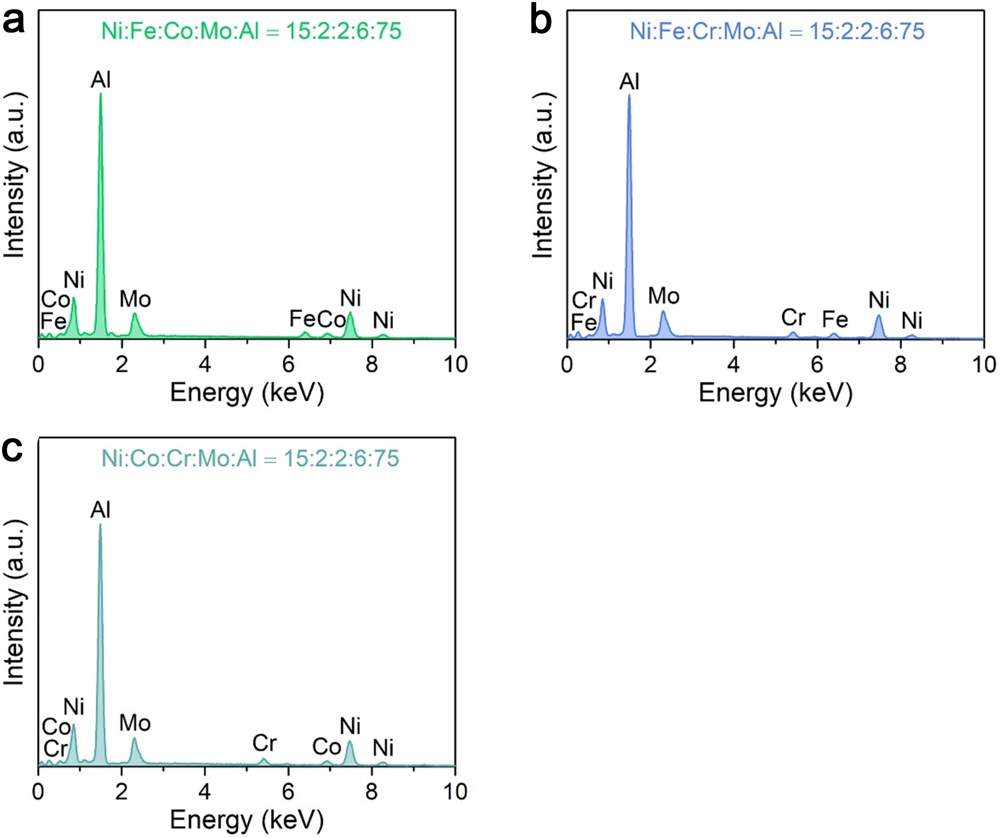 a
Ni:Fe:Co:Mo:Al = 15:2:2:6:75
Intensity (a.u.)
Al
Ni
Co
Fe
Mo
Fe
Co
Ni
Ni
0 2 4 6 8 10
Energy (keV)
b
Ni:Fe:Cr:Mo:Al = 15:2:2:6:75
Intensity (a.u.)
Al
Ni
Cr
Fe
Mo
Cr
Fe
Ni
Ni
0 2 4 6 8 10
Energy (keV)
c
Ni:Co:Cr:Mo:Al = 15:2:2:6:75
Intensity (a.u.)
Al
Ni
Co
Cr
Mo
Cr
Co
Ni
Ni
0 2 4 6 8 10
Energy (keV)